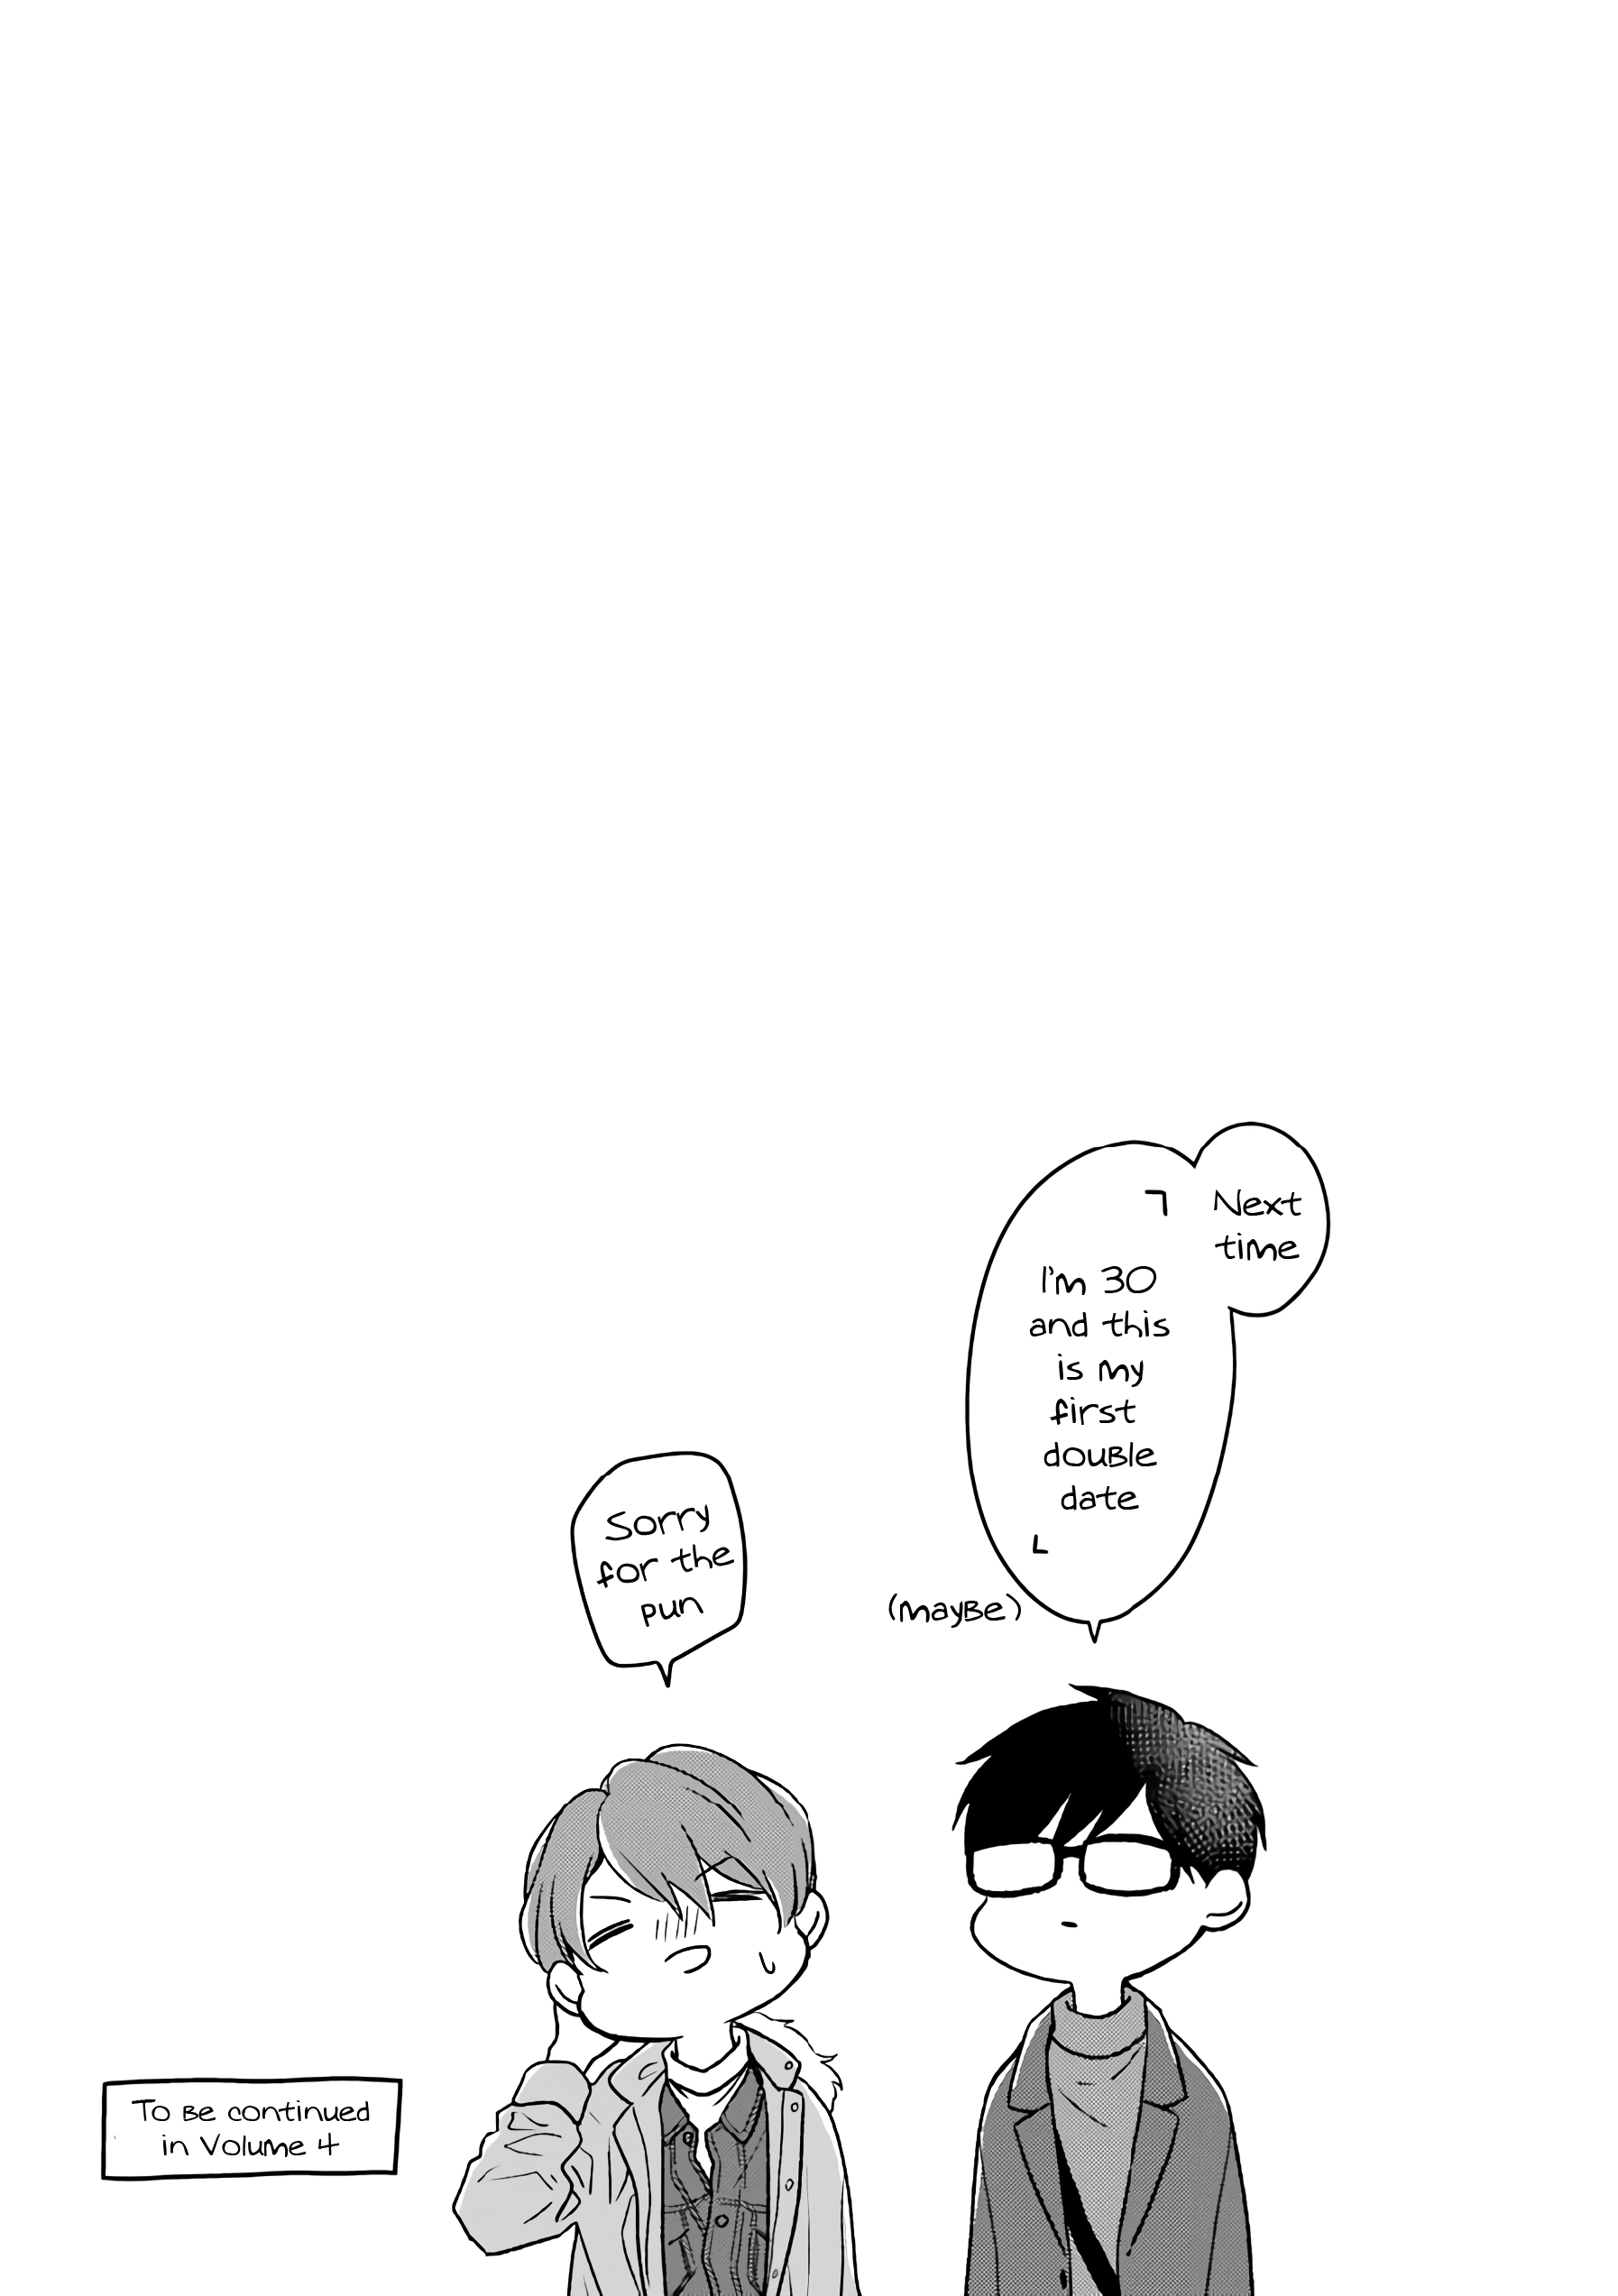 Next
time
I'm 30
and this
is my
first
double
date
(maybe)
Sorry
for the
pun
To be continued
in Volume 4